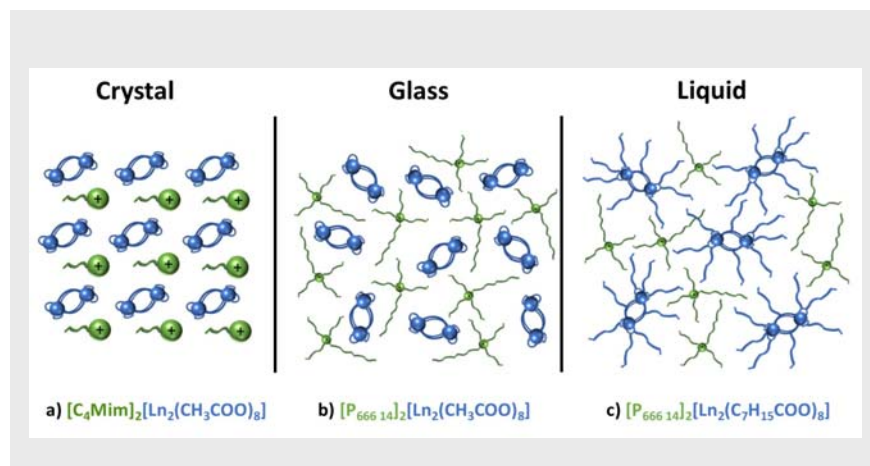 Crystal Glass Liquid
a) [C₄Mim]₂[Ln₂(CH₃COO)₈] b) [P₆₆₆ ₁₄]₂[Ln₂(CH₃COO)₈] c) [P₆₆₆ ₁₄]₂[Ln₂(C₇H₁₅COO)₈]